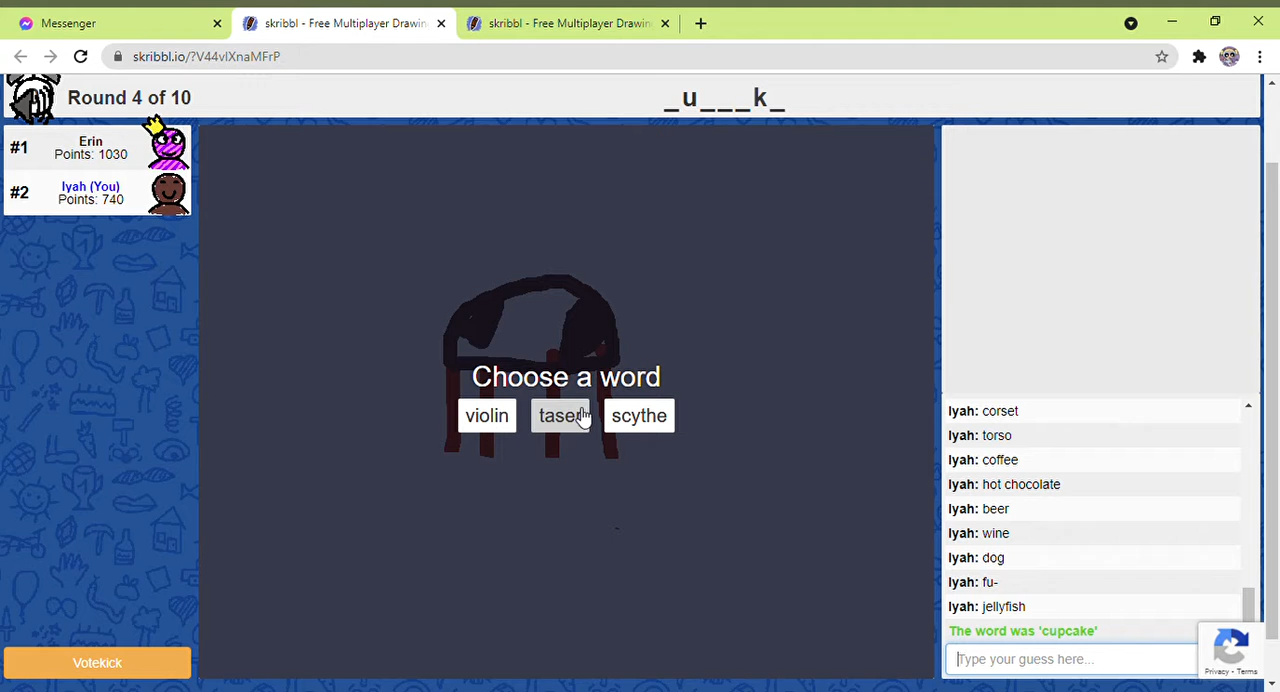 Messenger
skribbl - Free Multiplayer Drawin
skribbl - Free Multiplayer Drawin
skribbl.io/?V44vlXnaMFrP
Round 4 of 10
_u___k_
#1
Erin
Points: 1030
#2
Iyah (You)
Points: 740
Choose a word
violin
taser
scythe
Iyah: corset
Iyah: torso
Iyah: coffee
Iyah: hot chocolate
Iyah: beer
Iyah: wine
Iyah: dog
Iyah: fu-
Iyah: jellyfish
The word was 'cupcake'
Type your guess here...
Privacy - Terms
Votekick